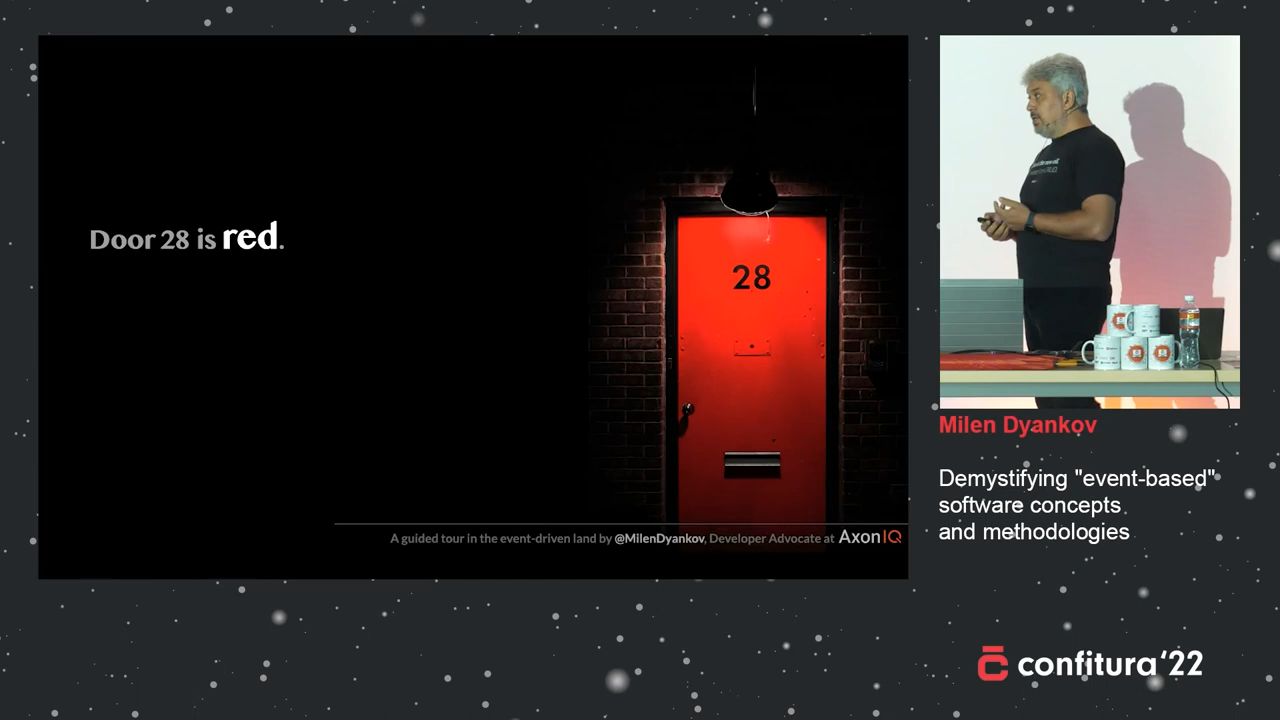 Door 28 is red.
28
A guided tour in the event-driven land by @MilenDyankov, Developer Advocate at AxonIQ
Milen Dyankov
Demystifying "event-based"
software concepts
and methodologies
confitura‘22